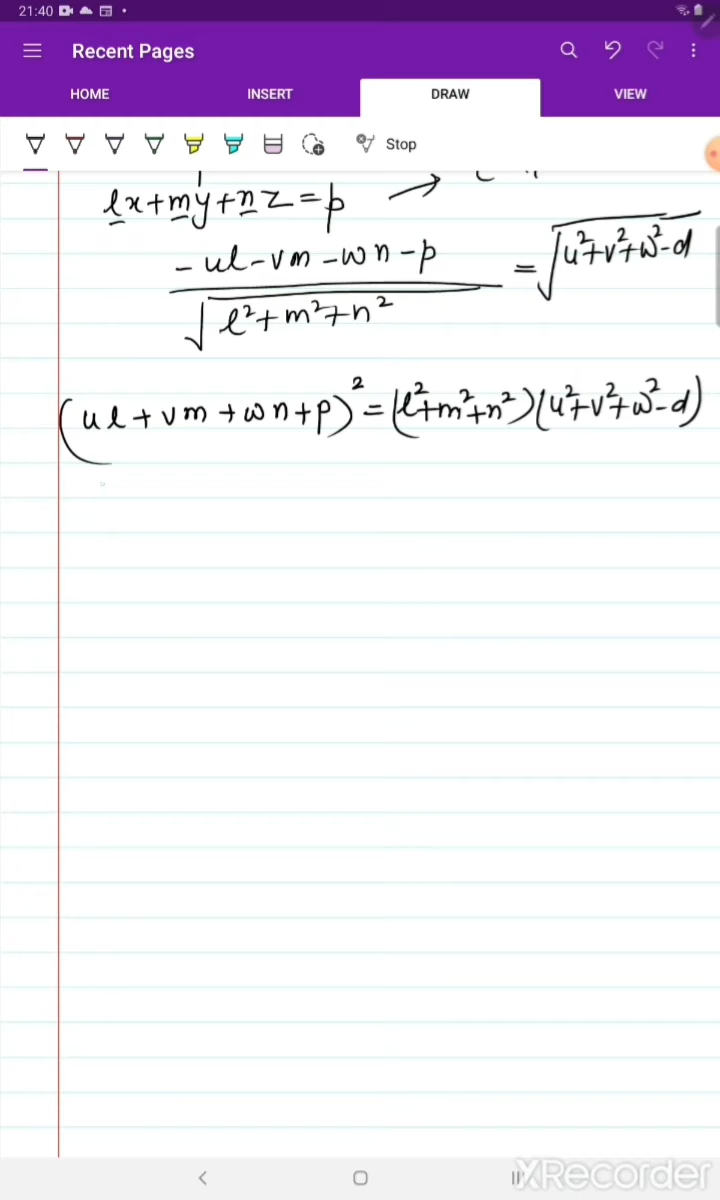 21:40
Recent Pages
HOME INSERT DRAW VIEW
Stop
lx+my+nz=p →
-ul-vm-wn-p / √(l²+m²+n²) = √(u²+v²+w²-d)
(ul+vm+wn+p)² = (l²+m²+n²)(u²+v²+w²-d)
XRecorder